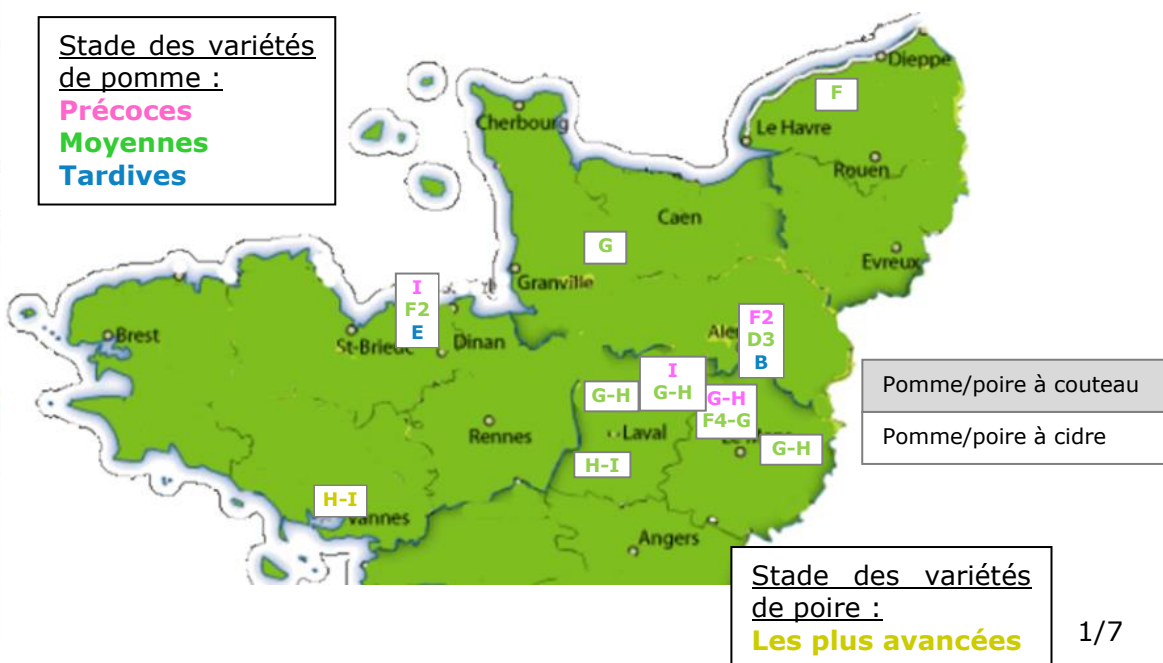 Stade des variétés
de pomme :
Précoces
Moyennes
Tardives
Dieppe
F
Cherbourg
Le Havre
Rouen
Caen
G
Evreux
Granville
I
F2
E
Brest
St-Brieuc
Dinan
F2
D3
B
I
G-H
G-H
G-H
F4-G
Pomme/poire à couteau
Pomme/poire à cidre
Rennes
Laval
G-H
H-I
H-I
Vannes
Angers
Stade des variétés
de poire :
Les plus avancées
1/7